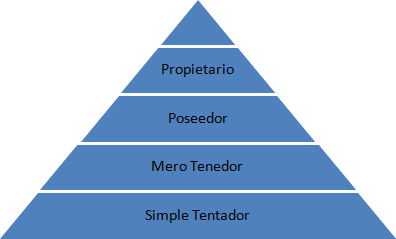 Propietario
Poseedor
Mero Tenedor
Simple Tentador